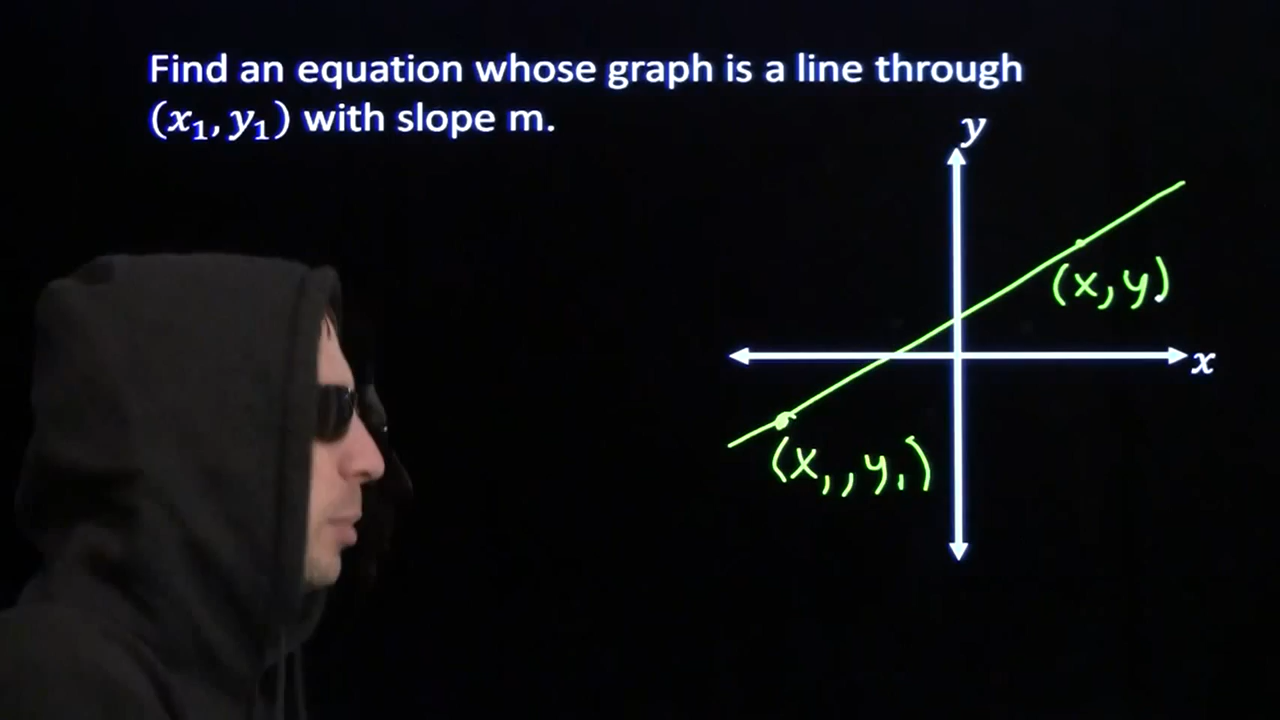 Find an equation whose graph is a line through
(x₁, y₁) with slope m.
y
(x, y)
x
(x₁, y₁)